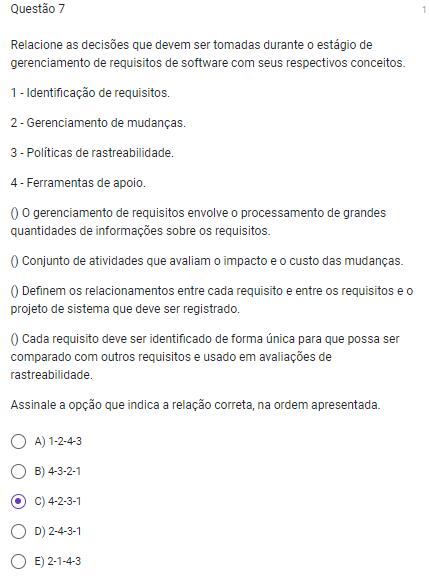 Questão 7
1
Relacione as decisões que devem ser tomadas durante o estágio de
gerenciamento de requisitos de software com seus respectivos conceitos.
1 - Identificação de requisitos.
2 - Gerenciamento de mudanças.
3 - Políticas de rastreabilidade.
4 - Ferramentas de apoio.
() O gerenciamento de requisitos envolve o processamento de grandes
quantidades de informações sobre os requisitos.
() Conjunto de atividades que avaliam o impacto e o custo das mudanças.
() Definem os relacionamentos entre cada requisito e entre os requisitos e o
projeto de sistema que deve ser registrado.
() Cada requisito deve ser identificado de forma única para que possa ser
comparado com outros requisitos e usado em avaliações de
rastreabilidade.
Assinale a opção que indica a relação correta, na ordem apresentada.
A) 1-2-4-3
B) 4-3-2-1
C) 4-2-3-1
D) 2-4-3-1
E) 2-1-4-3